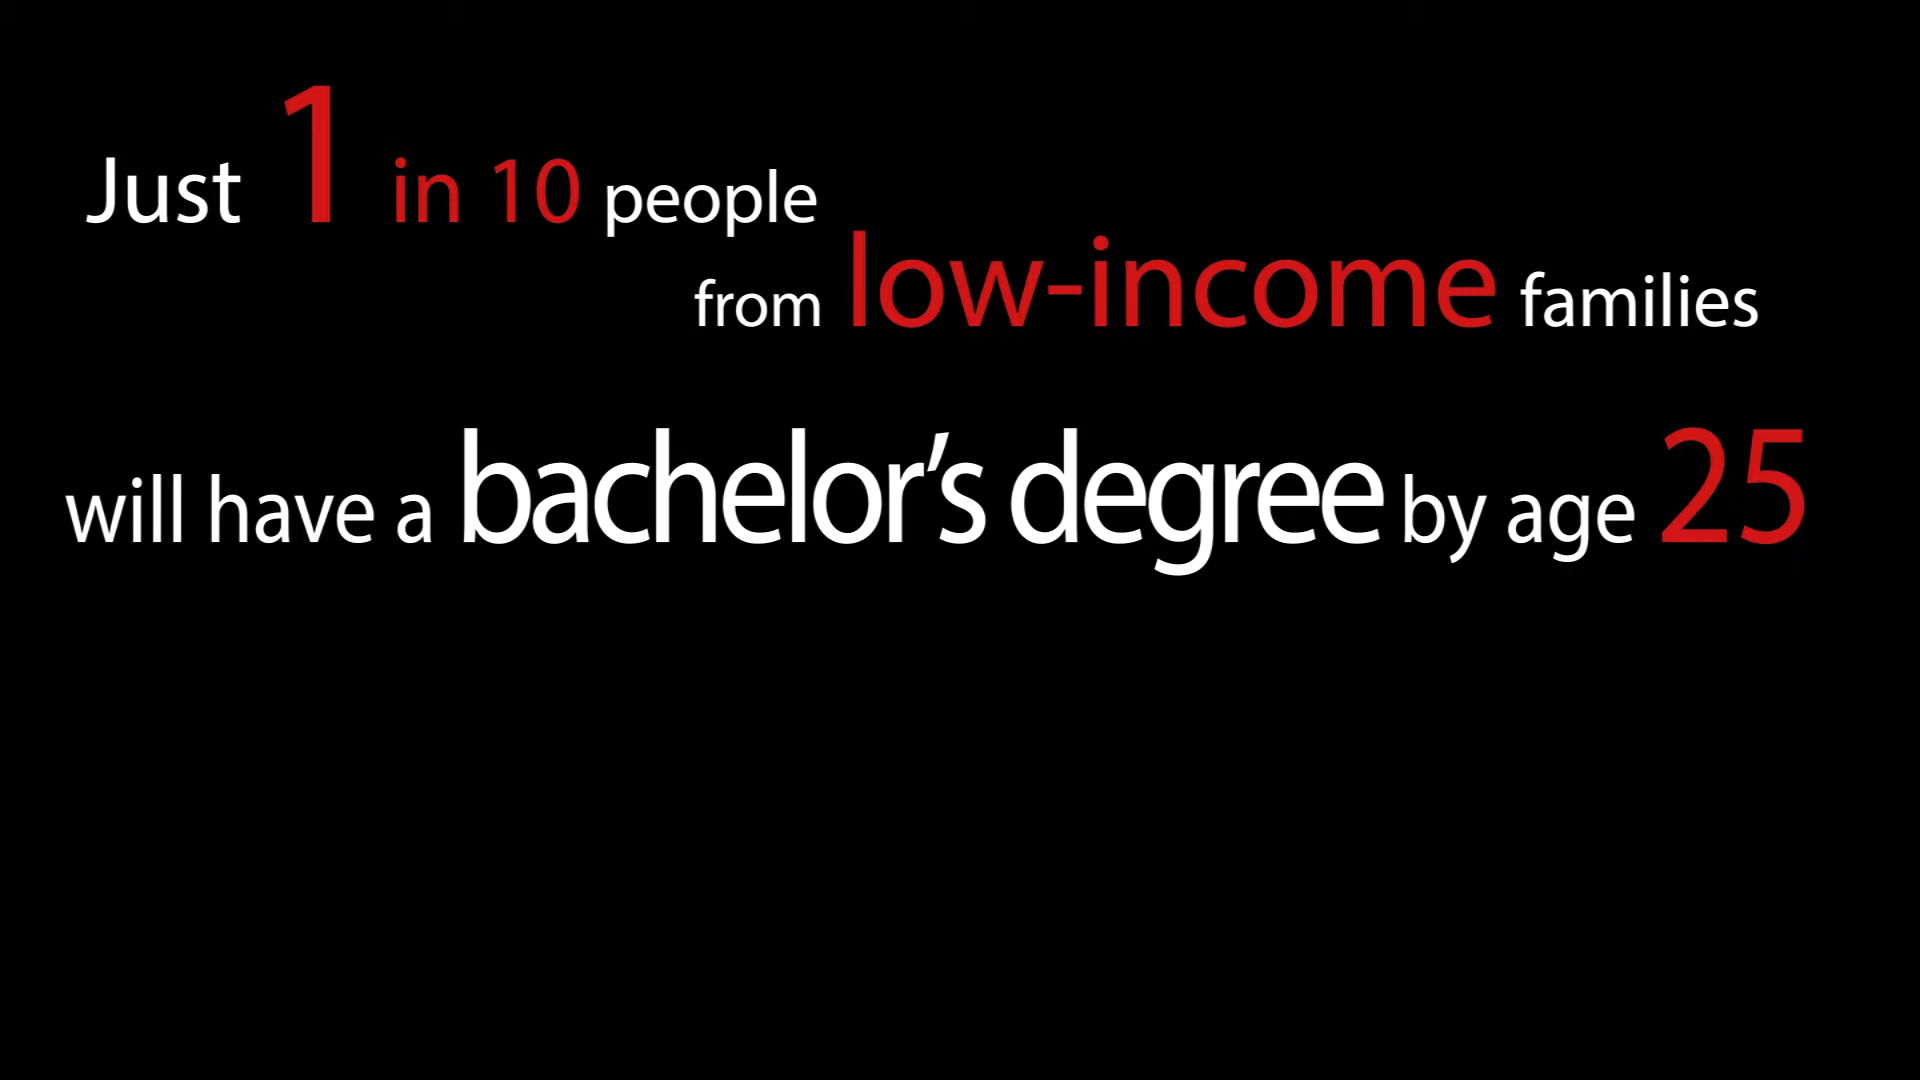 Just 1 in 10 people
from low-income families
will have a bachelor’s degree by age 25